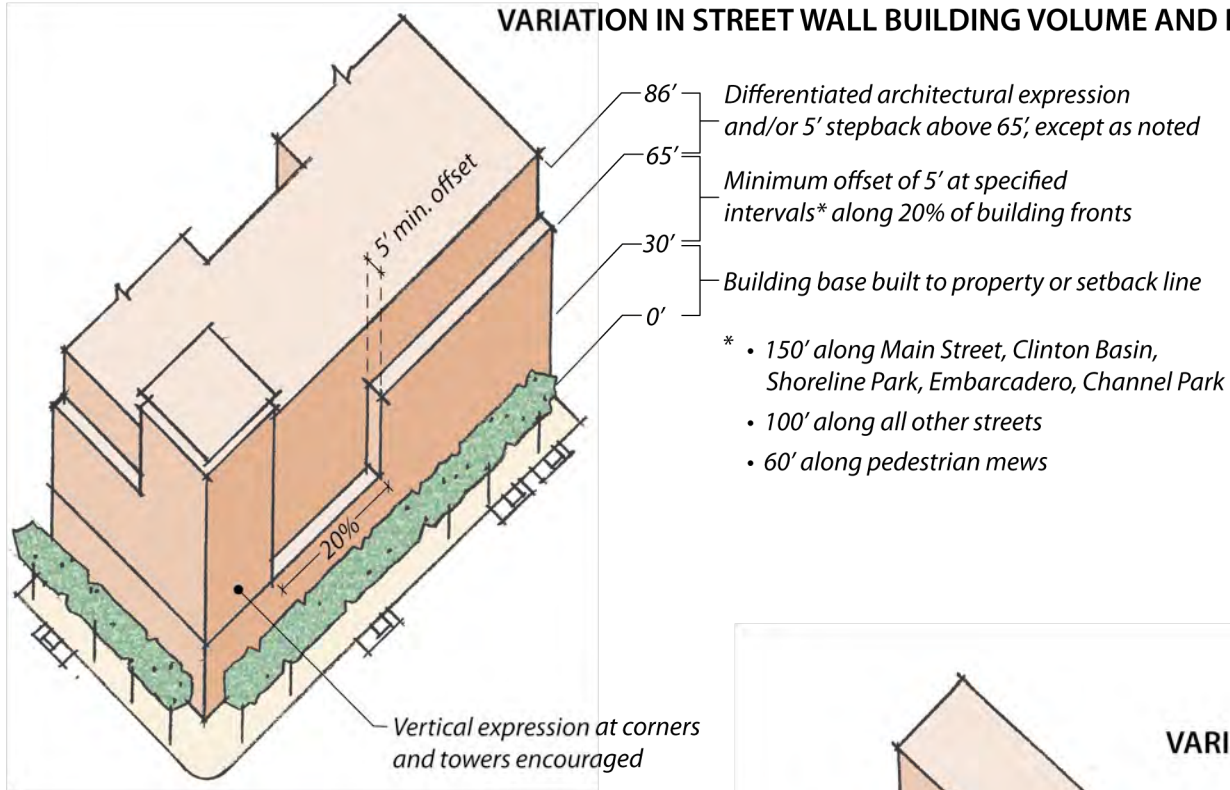 VARIATION IN STREET WALL BUILDING VOLUME AND
86’
Differentiated architectural expression
and/or 5’ stepback above 65’, except as noted
65’
Minimum offset of 5’ at specified
intervals* along 20% of building fronts
30’
Building base built to property or setback line
0’
* • 150’ along Main Street, Clinton Basin,
Shoreline Park, Embarcadero, Channel Park
• 100’ along all other streets
• 60’ along pedestrian mews
5’ min. offset
20%
Vertical expression at corners
and towers encouraged
VARI